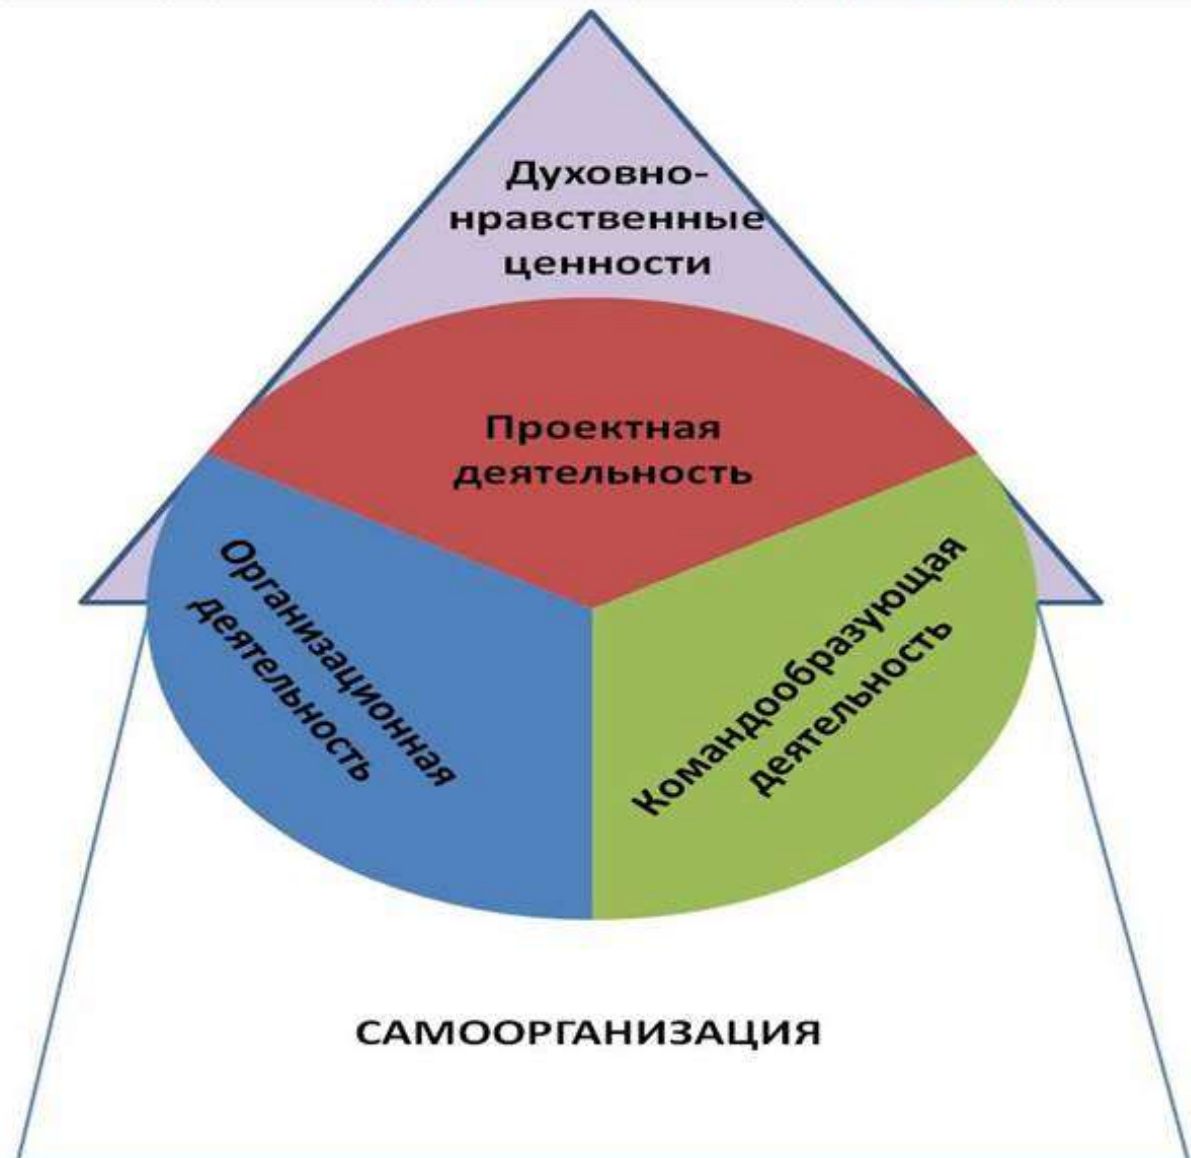 Духовно-
нравственные
ценности
Проектная
деятельность
Организационная
деятельность
Командообразующая
деятельность
САМООРГАНИЗАЦИЯ